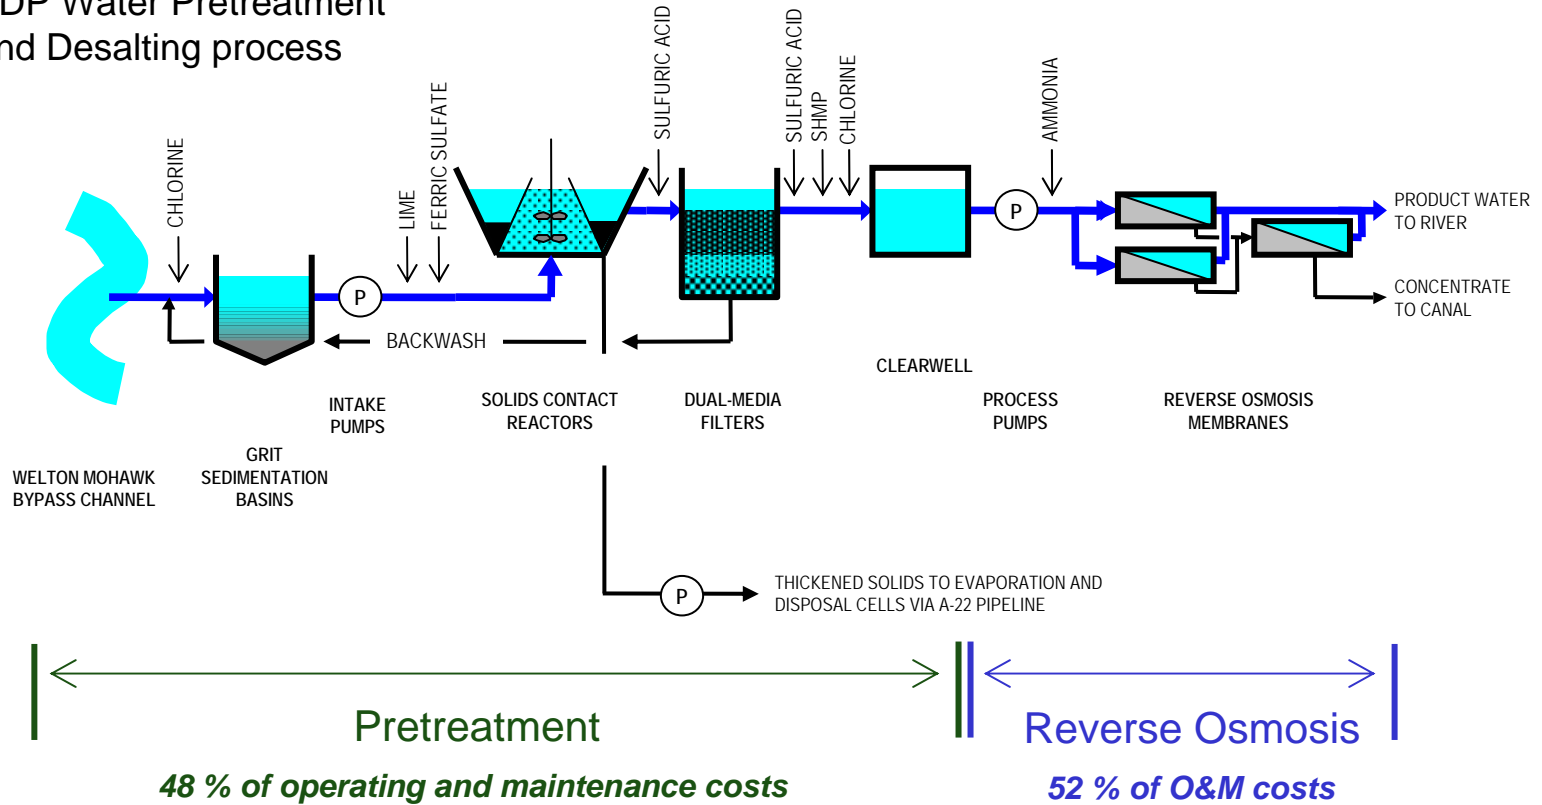 DP Water Pretreatment
nd Desalting process
CHLORINE
LIME
FERRIC SULFATE
SULFURIC ACID
SULFURIC ACID
SHMP
CHLORINE
AMMONIA
P
P
PRODUCT WATER
TO RIVER
CONCENTRATE
TO CANAL
BACKWASH
CLEARWELL
INTAKE
PUMPS
SOLIDS CONTACT
REACTORS
DUAL-MEDIA
FILTERS
PROCESS
PUMPS
REVERSE OSMOSIS
MEMBRANES
GRIT
SEDIMENTATION
BASINS
WELTON MOHAWK
BYPASS CHANNEL
P
THICKENED SOLIDS TO EVAPORATION AND
DISPOSAL CELLS VIA A-22 PIPELINE
Pretreatment
48 % of operating and maintenance costs
Reverse Osmosis
52 % of O&M costs